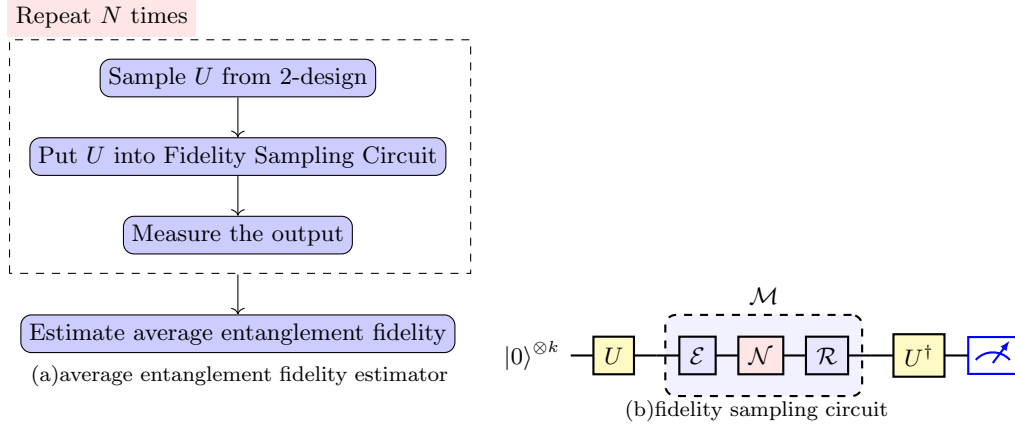 Repeat N times
Sample U from 2-design
Put U into Fidelity Sampling Circuit
Measure the output
Estimate average entanglement fidelity
(a)average entanglement fidelity estimator
ℳ
|0⟩^{⊗k} U ℰ 𝒩 ℛ U†
(b)fidelity sampling circuit